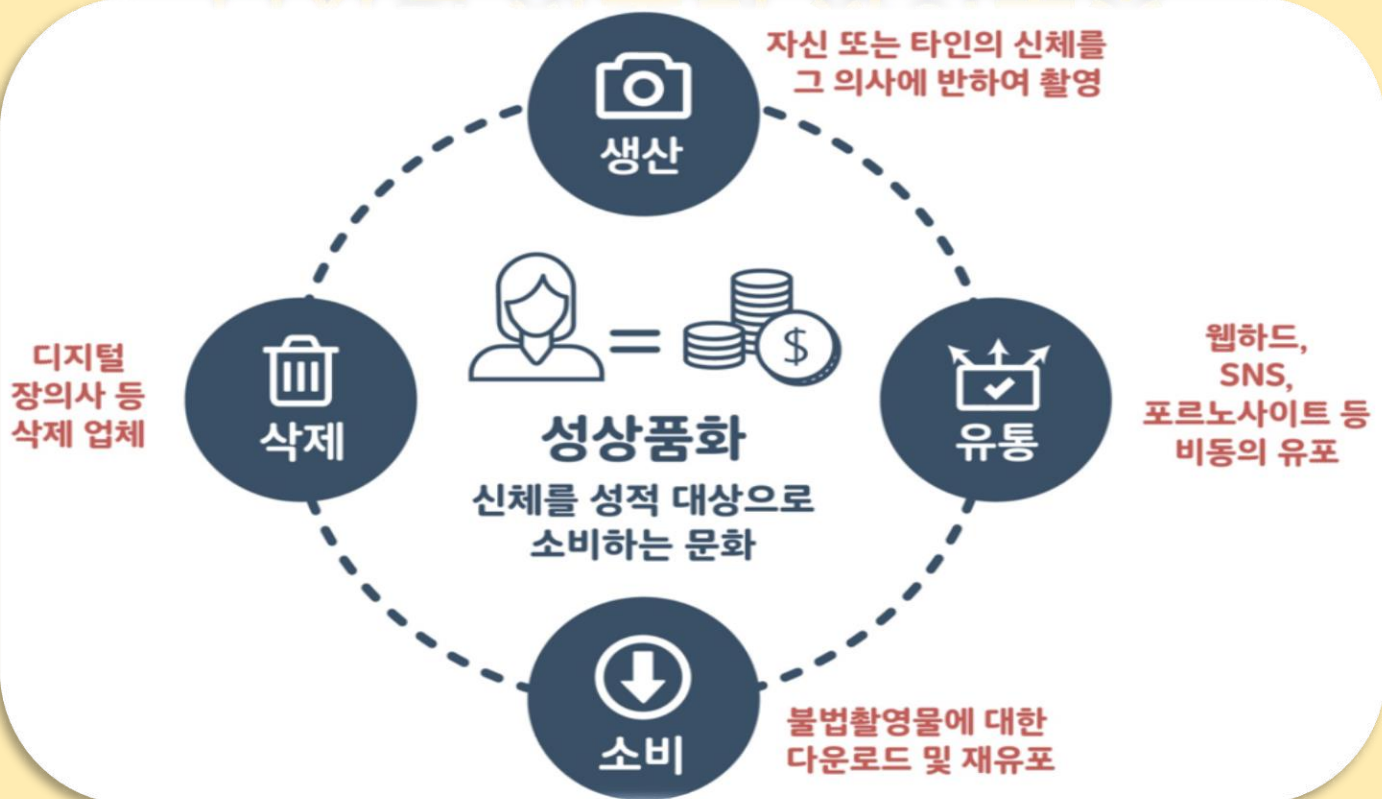 자신 또는 타인의 신체를
그 의사에 반하여 촬영
생산
디지털
장의사 등
삭제 업체
삭제
성상품화
신체를 성적 대상으로
소비하는 문화
유통
웹하드,
SNS,
포르노사이트 등
비동의 유포
소비
불법촬영물에 대한
다운로드 및 재유포
$